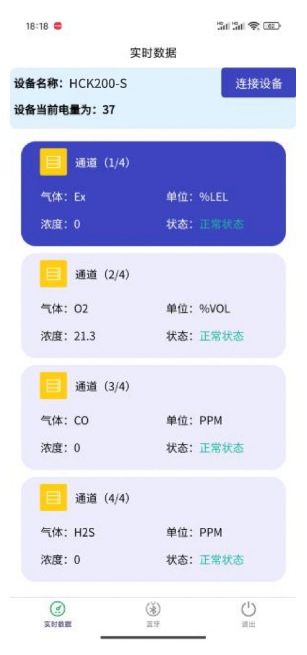 18:18
实时数据
设备名称：HCK200-S
连接设备
设备当前电量为：37
通道（1/4）
气体：Ex 单位：%LEL
浓度：0 状态：正常状态
通道（2/4）
气体：O2 单位：%VOL
浓度：21.3 状态：正常状态
通道（3/4）
气体：CO 单位：PPM
浓度：0 状态：正常状态
通道（4/4）
气体：H2S 单位：PPM
浓度：0 状态：正常状态
实时数据 蓝牙 退出